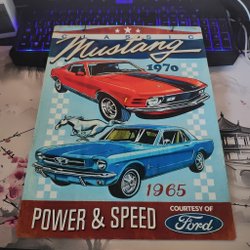 CLASSIC
Mustang
1970
1965
POWER & SPEED
COURTESY OF
Ford